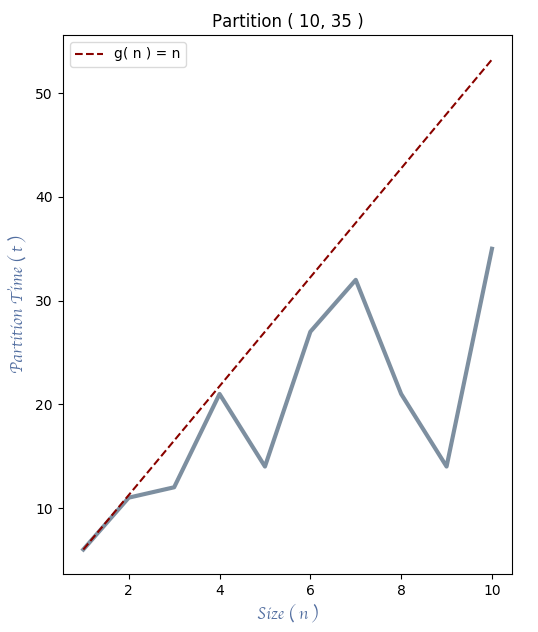 Partition ( 10, 35 )
g( n ) = n
50
40
30
20
10
Partition Time ( t )
2 4 6 8 10
Size ( n )